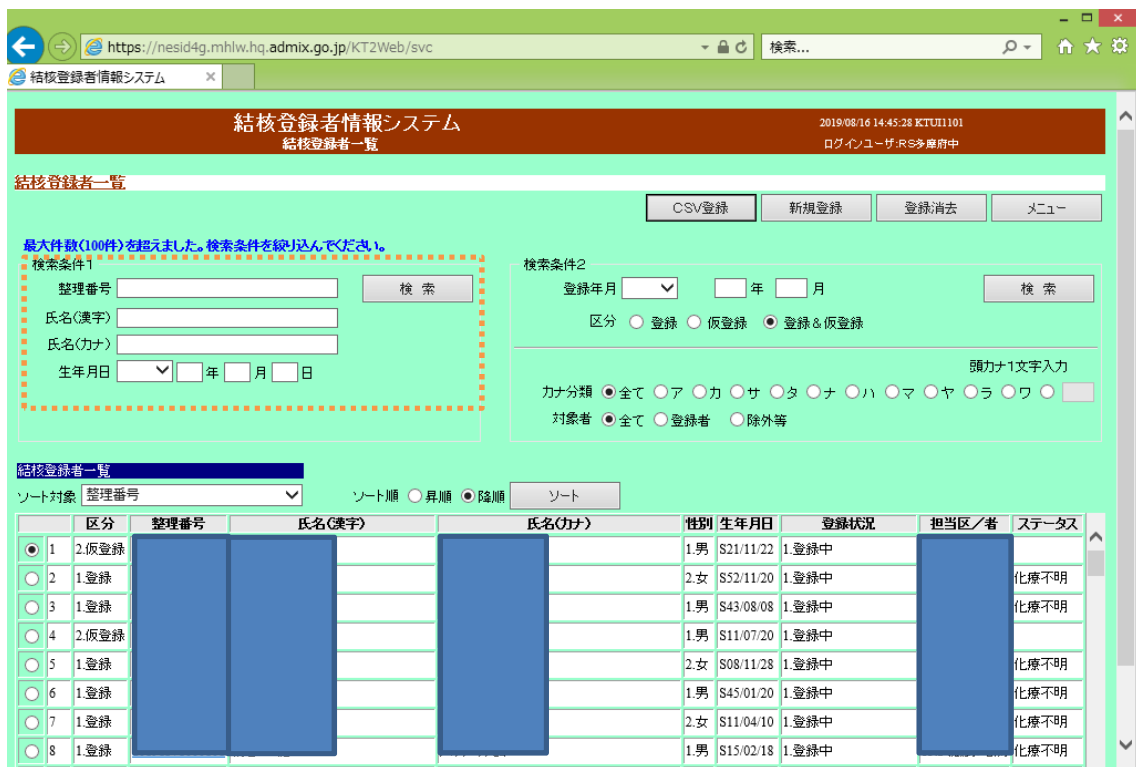 https://nesid4g.mhlw.hq.admix.go.jp/KT2Web/svc 検索...
結核登録者情報システム ×
結核登録者情報システム
結核登録者一覧
2019/08/16 14:45:28 KTUI1101
ログインユーザ:RS多摩府中
結核登録者一覧
CSV登録 新規登録 登録消去 メニュー
最大件数(100件)を超えました。検索条件を絞り込んでください。
検索条件1
整理番号 検 索
氏名(漢字)
氏名(カナ)
生年月日 年 月 日
検索条件2
登録年月 年 月 検 索
区分 登録 仮登録 登録&仮登録
頭カナ1文字入力
カナ分類 全て ア カ サ タ ナ ハ マ ヤ ラ ワ
対象者 全て 登録者 除外等
結核登録者一覧
ソート対象 整理番号 ソート順 昇順 降順 ソート
区分 整理番号 氏名(漢字) 氏名(カナ) 性別 生年月日 登録状況 担当区/者 ステータス
1 2.仮登録 1.男 S21/11/22 1.登録中
2 1.登録 2.女 S52/11/20 1.登録中 化療不明
3 1.登録 1.男 S43/08/08 1.登録中 化療不明
4 2.仮登録 1.男 S11/07/20 1.登録中
5 1.登録 2.女 S08/11/28 1.登録中 化療不明
6 1.登録 1.男 S45/01/20 1.登録中 化療不明
7 1.登録 2.女 S11/04/10 1.登録中 化療不明
8 1.登録 1.男 S15/02/18 1.登録中 化療不明